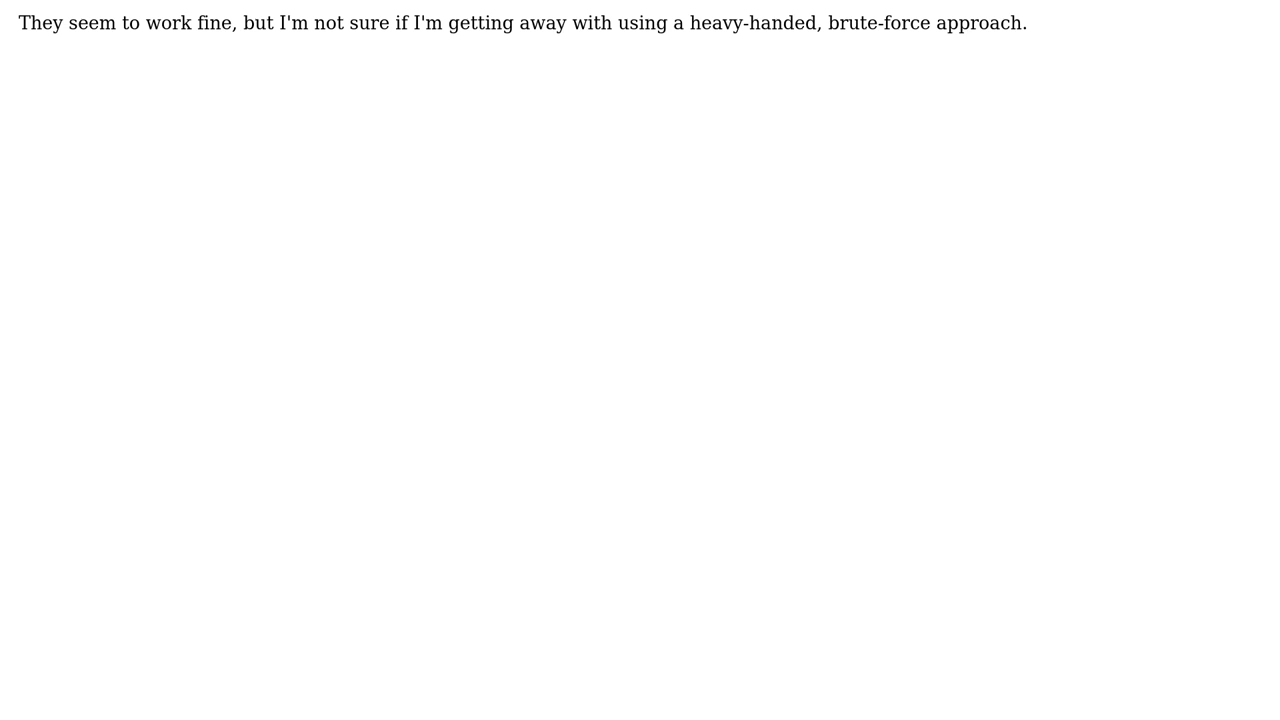 They seem to work fine, but I'm not sure if I'm getting away with using a heavy-handed, brute-force approach.